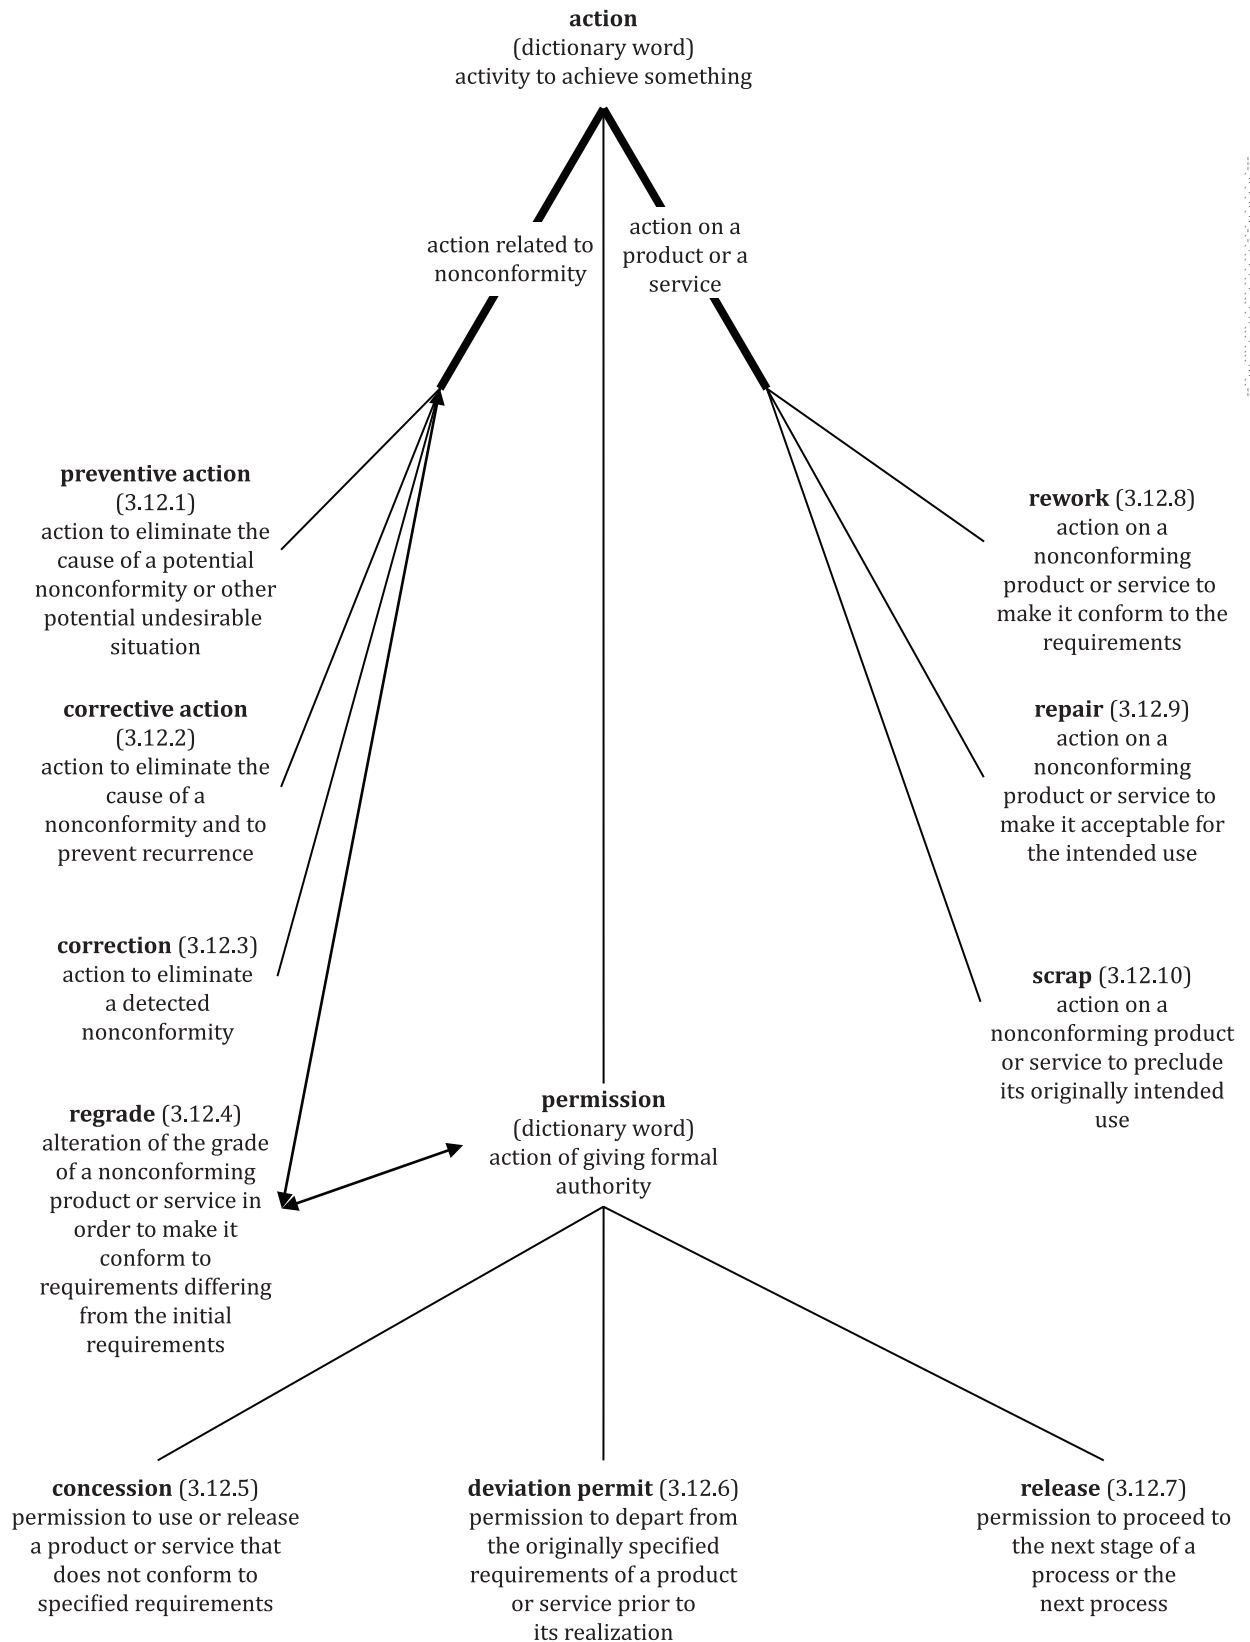 action
(dictionary word)
activity to achieve something
action related to
nonconformity
action on a
product or a
service
preventive action
(3.12.1)
action to eliminate the
cause of a potential
nonconformity or other
potential undesirable
situation
corrective action
(3.12.2)
action to eliminate the
cause of a
nonconformity and to
prevent recurrence
correction (3.12.3)
action to eliminate
a detected
nonconformity
regrade (3.12.4)
alteration of the grade
of a nonconforming
product or service in
order to make it
conform to
requirements differing
from the initial
requirements
rework (3.12.8)
action on a
nonconforming
product or service to
make it conform to the
requirements
repair (3.12.9)
action on a
nonconforming
product or service to
make it acceptable for
the intended use
scrap (3.12.10)
action on a
nonconforming product
or service to preclude
its originally intended
use
permission
(dictionary word)
action of giving formal
authority
concession (3.12.5)
permission to use or release
a product or service that
does not conform to
specified requirements
deviation permit (3.12.6)
permission to depart from
the originally specified
requirements of a product
or service prior to
its realization
release (3.12.7)
permission to proceed to
the next stage of a
process or the
next process